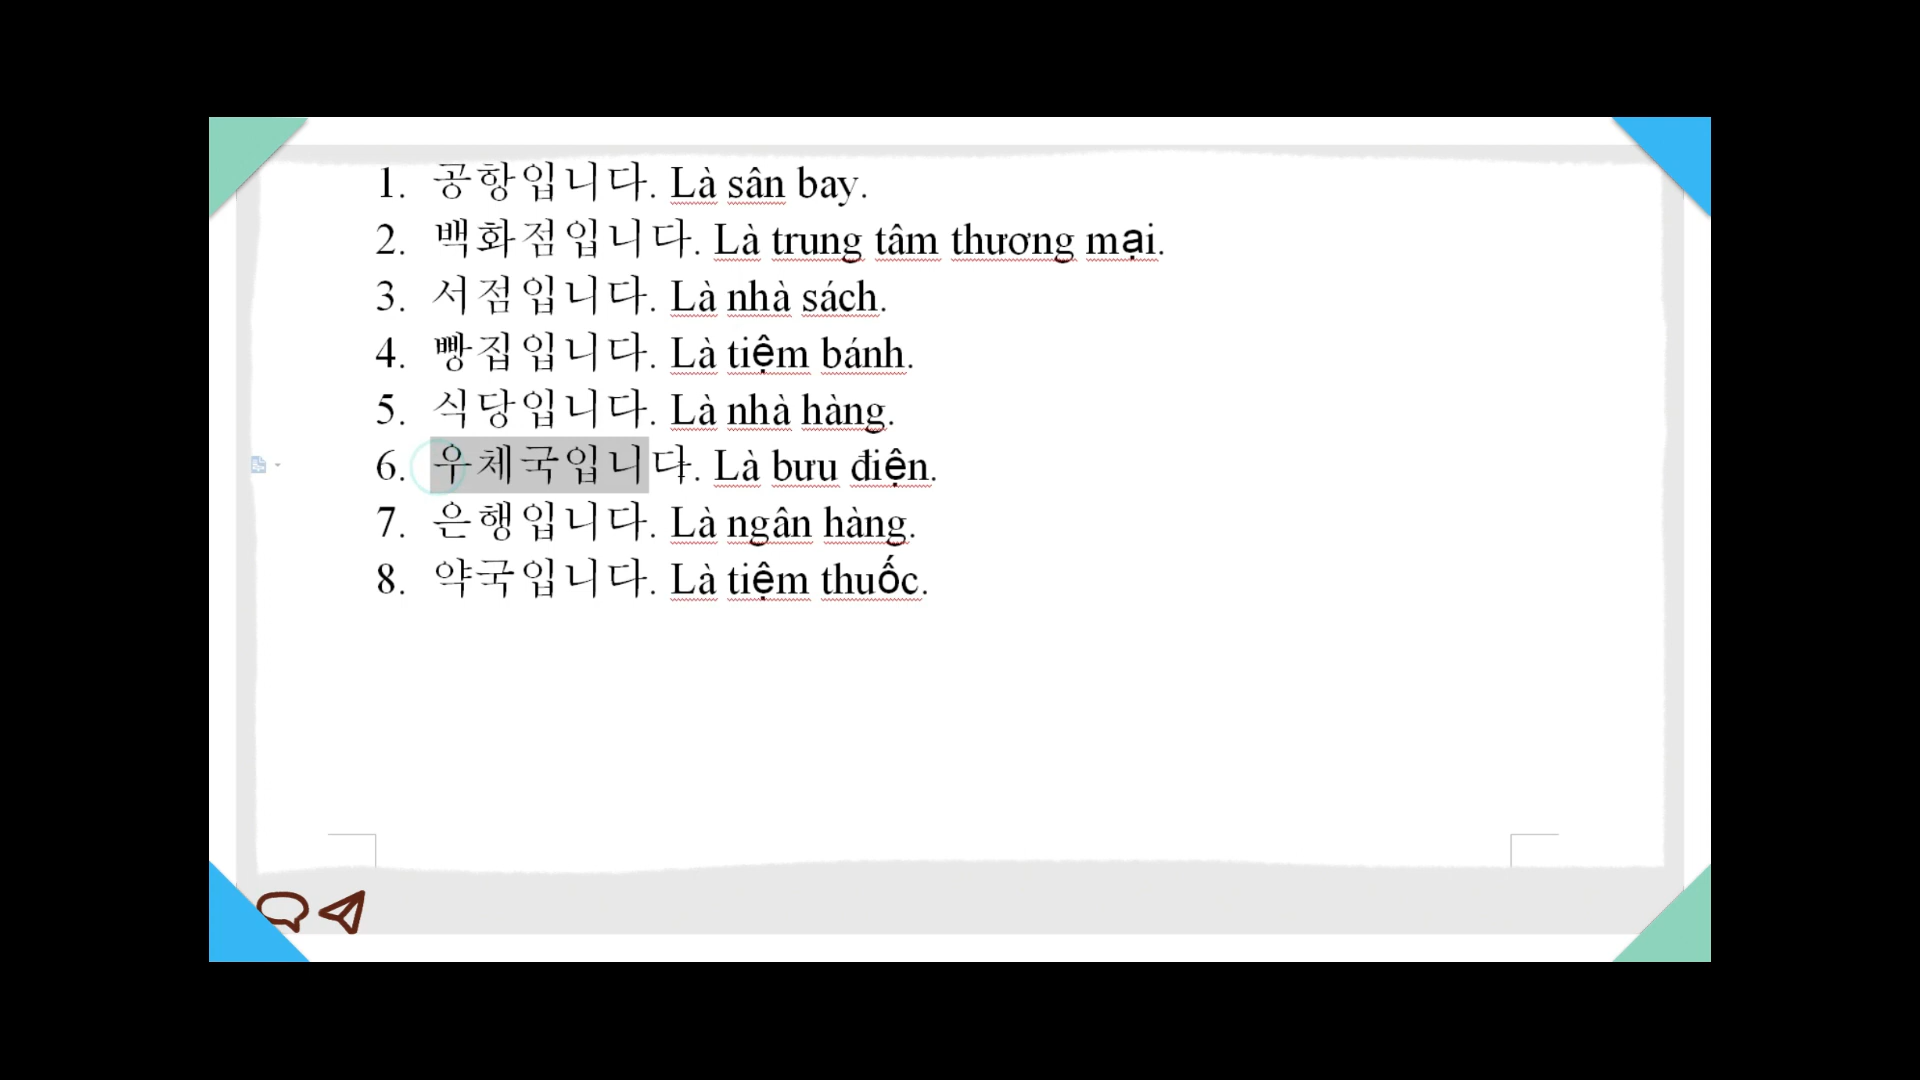 1. 공항입니다. Là sân bay.
2. 백화점입니다. Là trung tâm thương mại.
3. 서점입니다. Là nhà sách.
4. 빵집입니다. Là tiệm bánh.
5. 식당입니다. Là nhà hàng.
6. 우체국입니다. Là bưu điện.
7. 은행입니다. Là ngân hàng.
8. 약국입니다. Là tiệm thuốc.